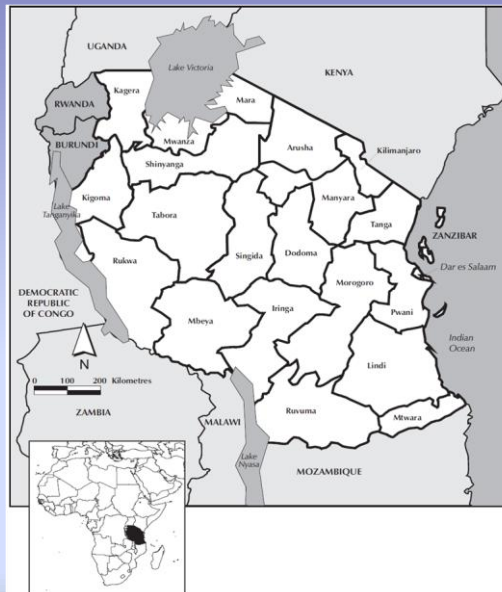 UGANDA
Lake Victoria
KENYA
Kagera
RWANDA
Mara
Mwanza
BURUNDI
Arusha
Kilimanjaro
Shinyanga
Kigoma
Manyara
Lake
Tanganyika
Tabora
Tanga
ZANZIBAR
Singida
Dodoma
Rukwa
Morogoro
Dar es Salaam
DEMOCRATIC
REPUBLIC
OF CONGO
Mbeya
Iringa
Pwani
Indian
Ocean
N
Lindi
0 100 200 Kilometres
ZAMBIA
MALAWI
Ruvuma
Mtwara
Lake
Nyasa
MOZAMBIQUE